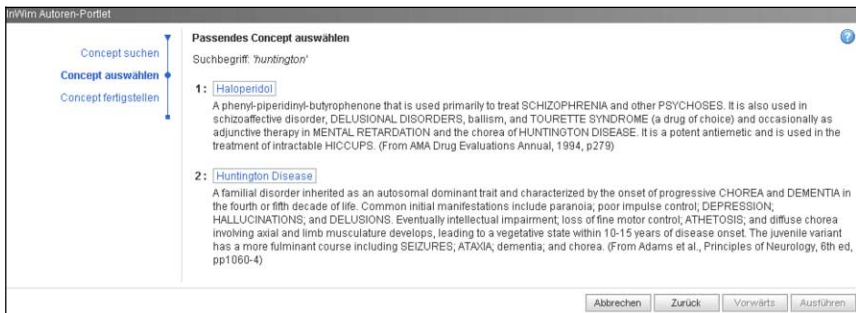 InWim Autoren-Portlet
Concept suchen
Concept auswählen
Concept fertigstellen
Passendes Concept auswählen
Suchbegriff: 'huntington'
1: Haloperidol
A phenyl-piperidinyl-butyrophenone that is used primarily to treat SCHIZOPHRENIA and other PSYCHOSES. It is also used in
schizoaffective disorder, DELUSIONAL DISORDERS, ballism, and TOURETTE SYNDROME (a drug of choice) and occasionally as
adjunctive therapy in MENTAL RETARDATION and the chorea of HUNTINGTON DISEASE. It is a potent antiemetic and is used in the
treatment of intractable HICCUPS. (From AMA Drug Evaluations Annual, 1994, p279)
2: Huntington Disease
A familial disorder inherited as an autosomal dominant trait and characterized by the onset of progressive CHOREA and DEMENTIA in
the fourth or fifth decade of life. Common initial manifestations include paranoia; poor impulse control; DEPRESSION;
HALLUCINATIONS; and DELUSIONS. Eventually intellectual impairment; loss of fine motor control; ATHETOSIS; and diffuse chorea
involving axial and limb musculature develops, leading to a vegetative state within 10-15 years of disease onset. The juvenile variant
has a more fulminant course including SEIZURES; ATAXIA; dementia; and chorea. (From Adams et al., Principles of Neurology, 6th ed,
pp1060-4)
Abbrechen Zurück Vorwärts Ausführen